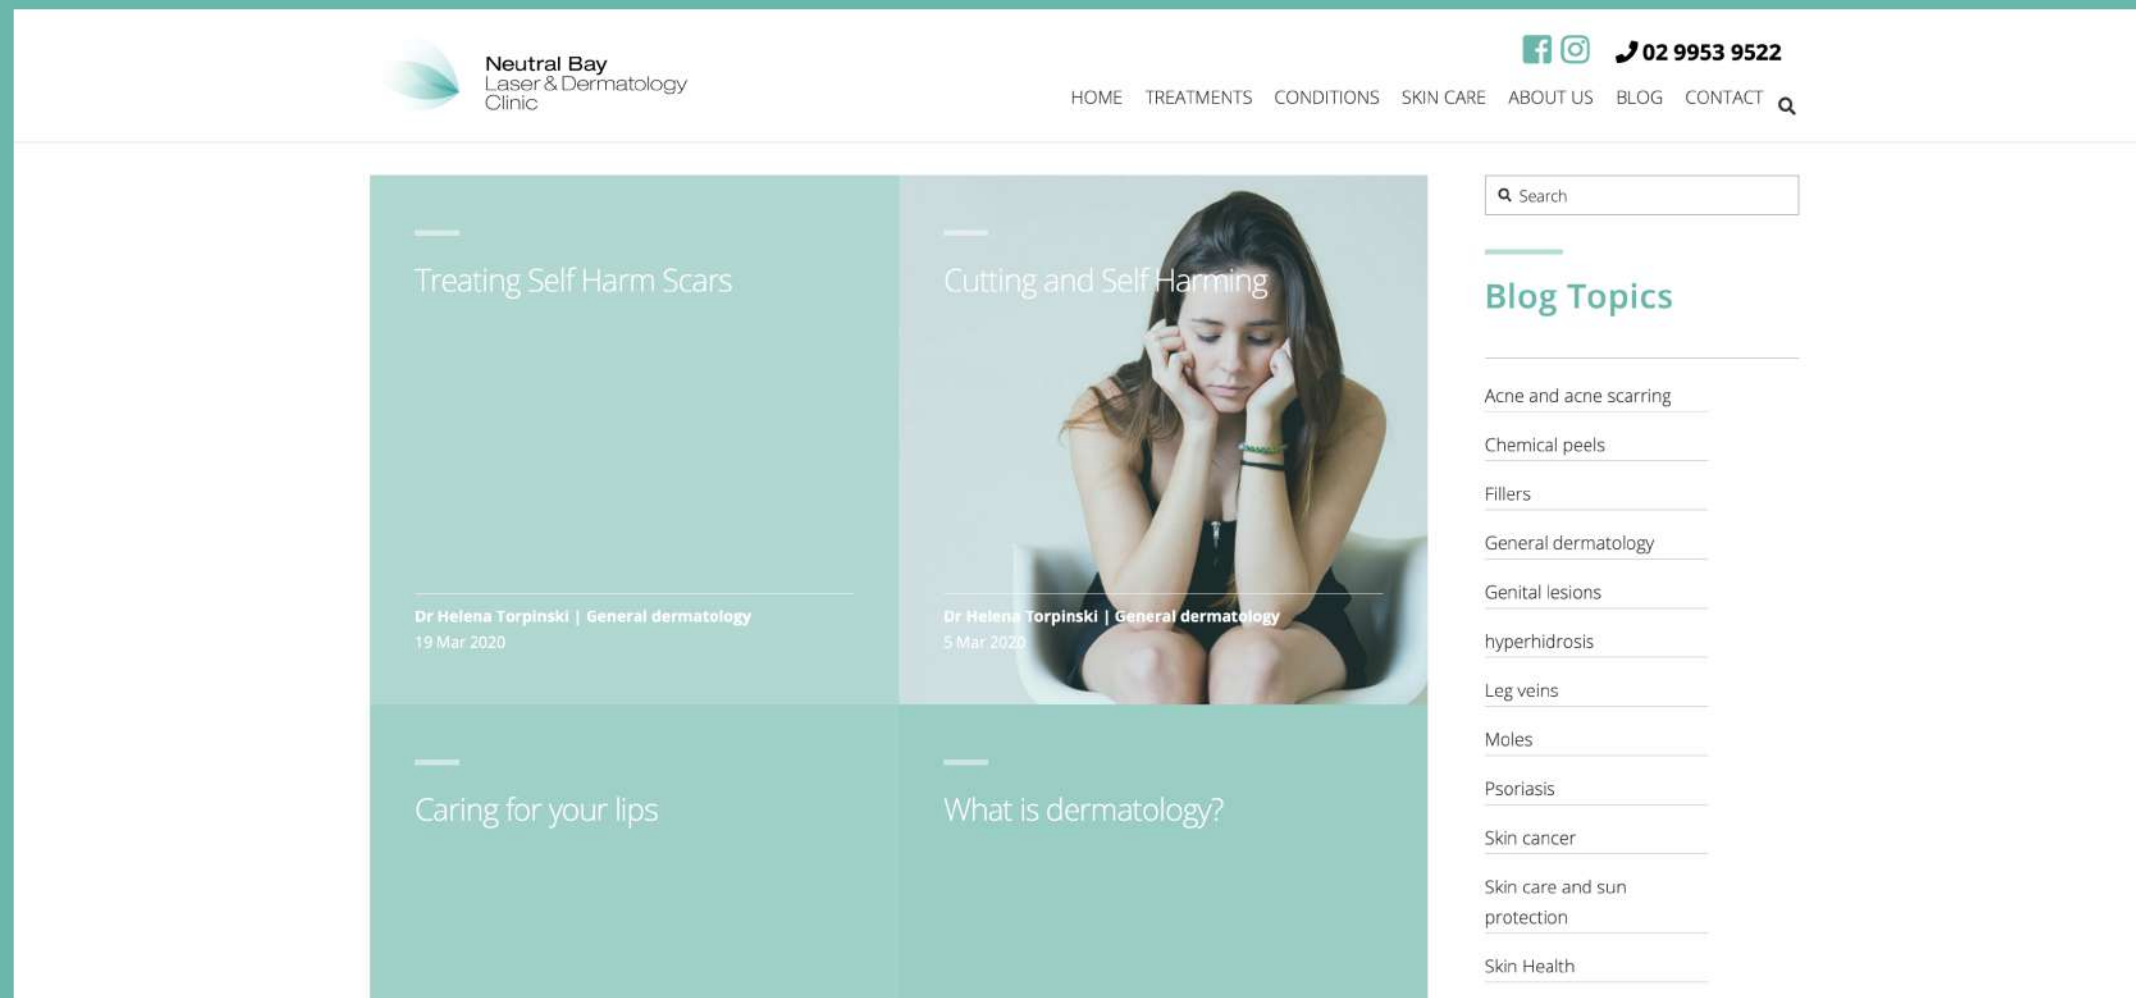 Neutral Bay
Laser & Dermatology
Clinic
02 9953 9522
HOME TREATMENTS CONDITIONS SKIN CARE ABOUT US BLOG CONTACT
Treating Self Harm Scars
Dr Helena Torpinski | General dermatology
19 Mar 2020
Cutting and Self Harming
Dr Helena Torpinski | General dermatology
5 Mar 2020
Caring for your lips
What is dermatology?
Search
Blog Topics
Acne and acne scarring
Chemical peels
Fillers
General dermatology
Genital lesions
hyperhidrosis
Leg veins
Moles
Psoriasis
Skin cancer
Skin care and sun
protection
Skin Health